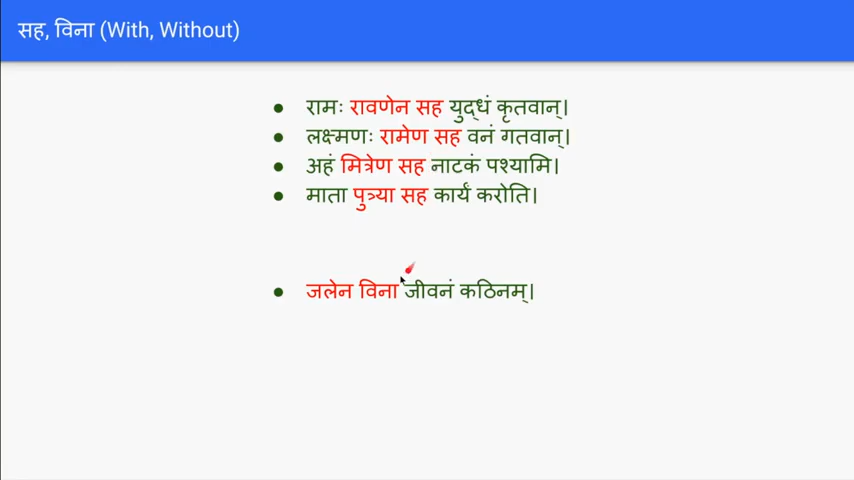 सह, विना (With, Without)
● रामः रावणेन सह युद्धं कृतवान्।
● लक्ष्मणः रामेण सह वनं गतवान्।
● अहं मित्रेण सह नाटकं पश्यामि।
● माता पुत्र्या सह कार्यं करोति।
● जलेन विना जीवनं कठिनम्।